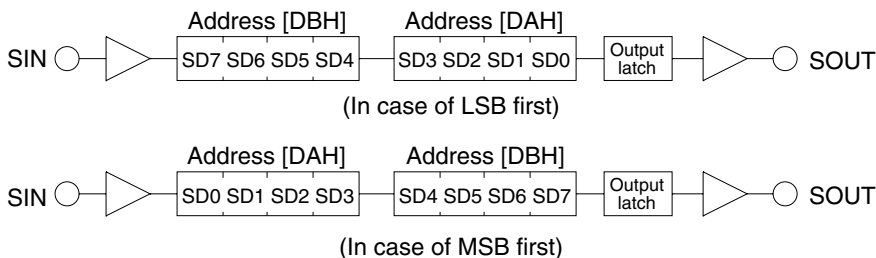 Address [DBH] Address [DAH]
SIN SD7 SD6 SD5 SD4 SD3 SD2 SD1 SD0 Output latch SOUT
(In case of LSB first)
Address [DAH] Address [DBH]
SIN SD0 SD1 SD2 SD3 SD4 SD5 SD6 SD7 Output latch SOUT
(In case of MSB first)